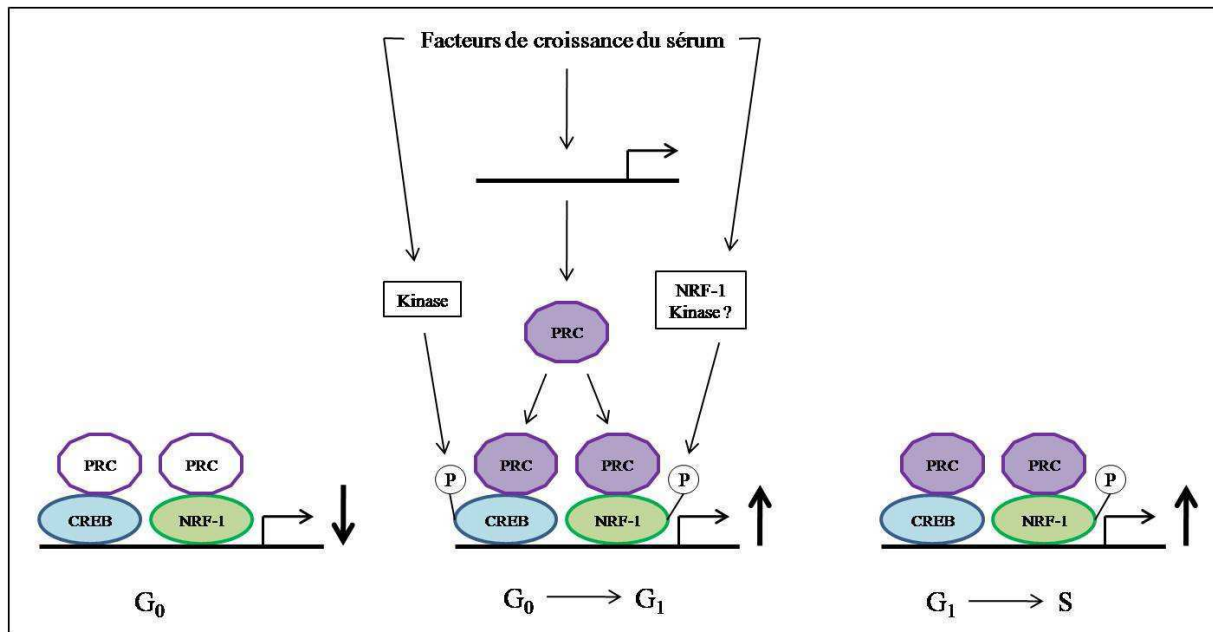 Facteurs de croissance du sérum
Kinase
NRF-1
Kinase ?
PRC
PRC
PRC
CREB
NRF-1
G₀
P
PRC
PRC
P
CREB
NRF-1
G₀ → G₁
PRC
PRC
P
CREB
NRF-1
G₁ → S